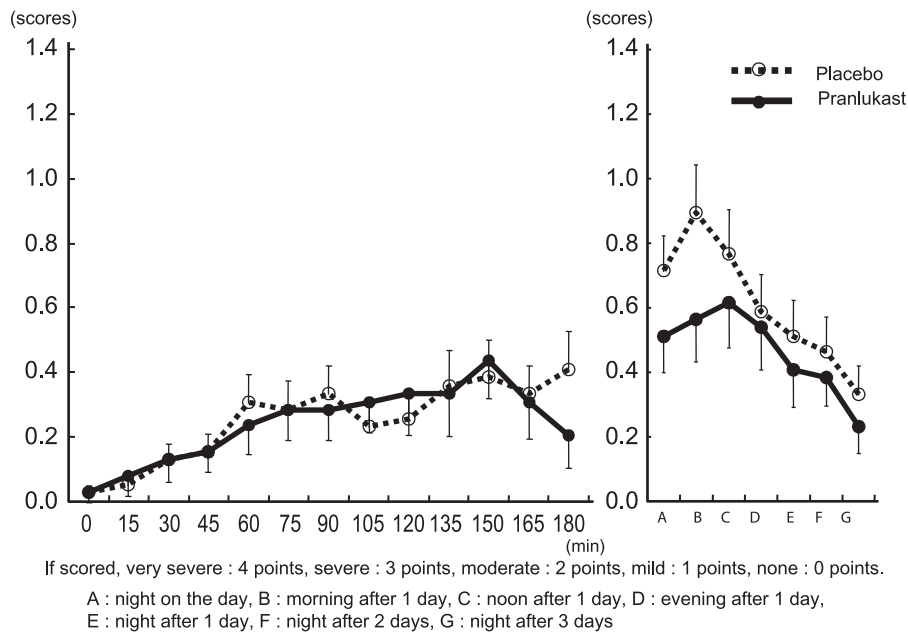 (scores)
1.4
1.2
1.0
0.8
0.6
0.4
0.2
0.0
0 15 30 45 60 75 90 105 120 135 150 165 180
(min)
(scores)
1.4
1.2
1.0
0.8
0.6
0.4
0.2
0.0
A B C D E F G
Placebo
Pranlukast
If scored, very severe : 4 points, severe : 3 points, moderate : 2 points, mild : 1 points, none : 0 points.
A : night on the day, B : morning after 1 day, C : noon after 1 day, D : evening after 1 day,
E : night after 1 day, F : night after 2 days, G : night after 3 days